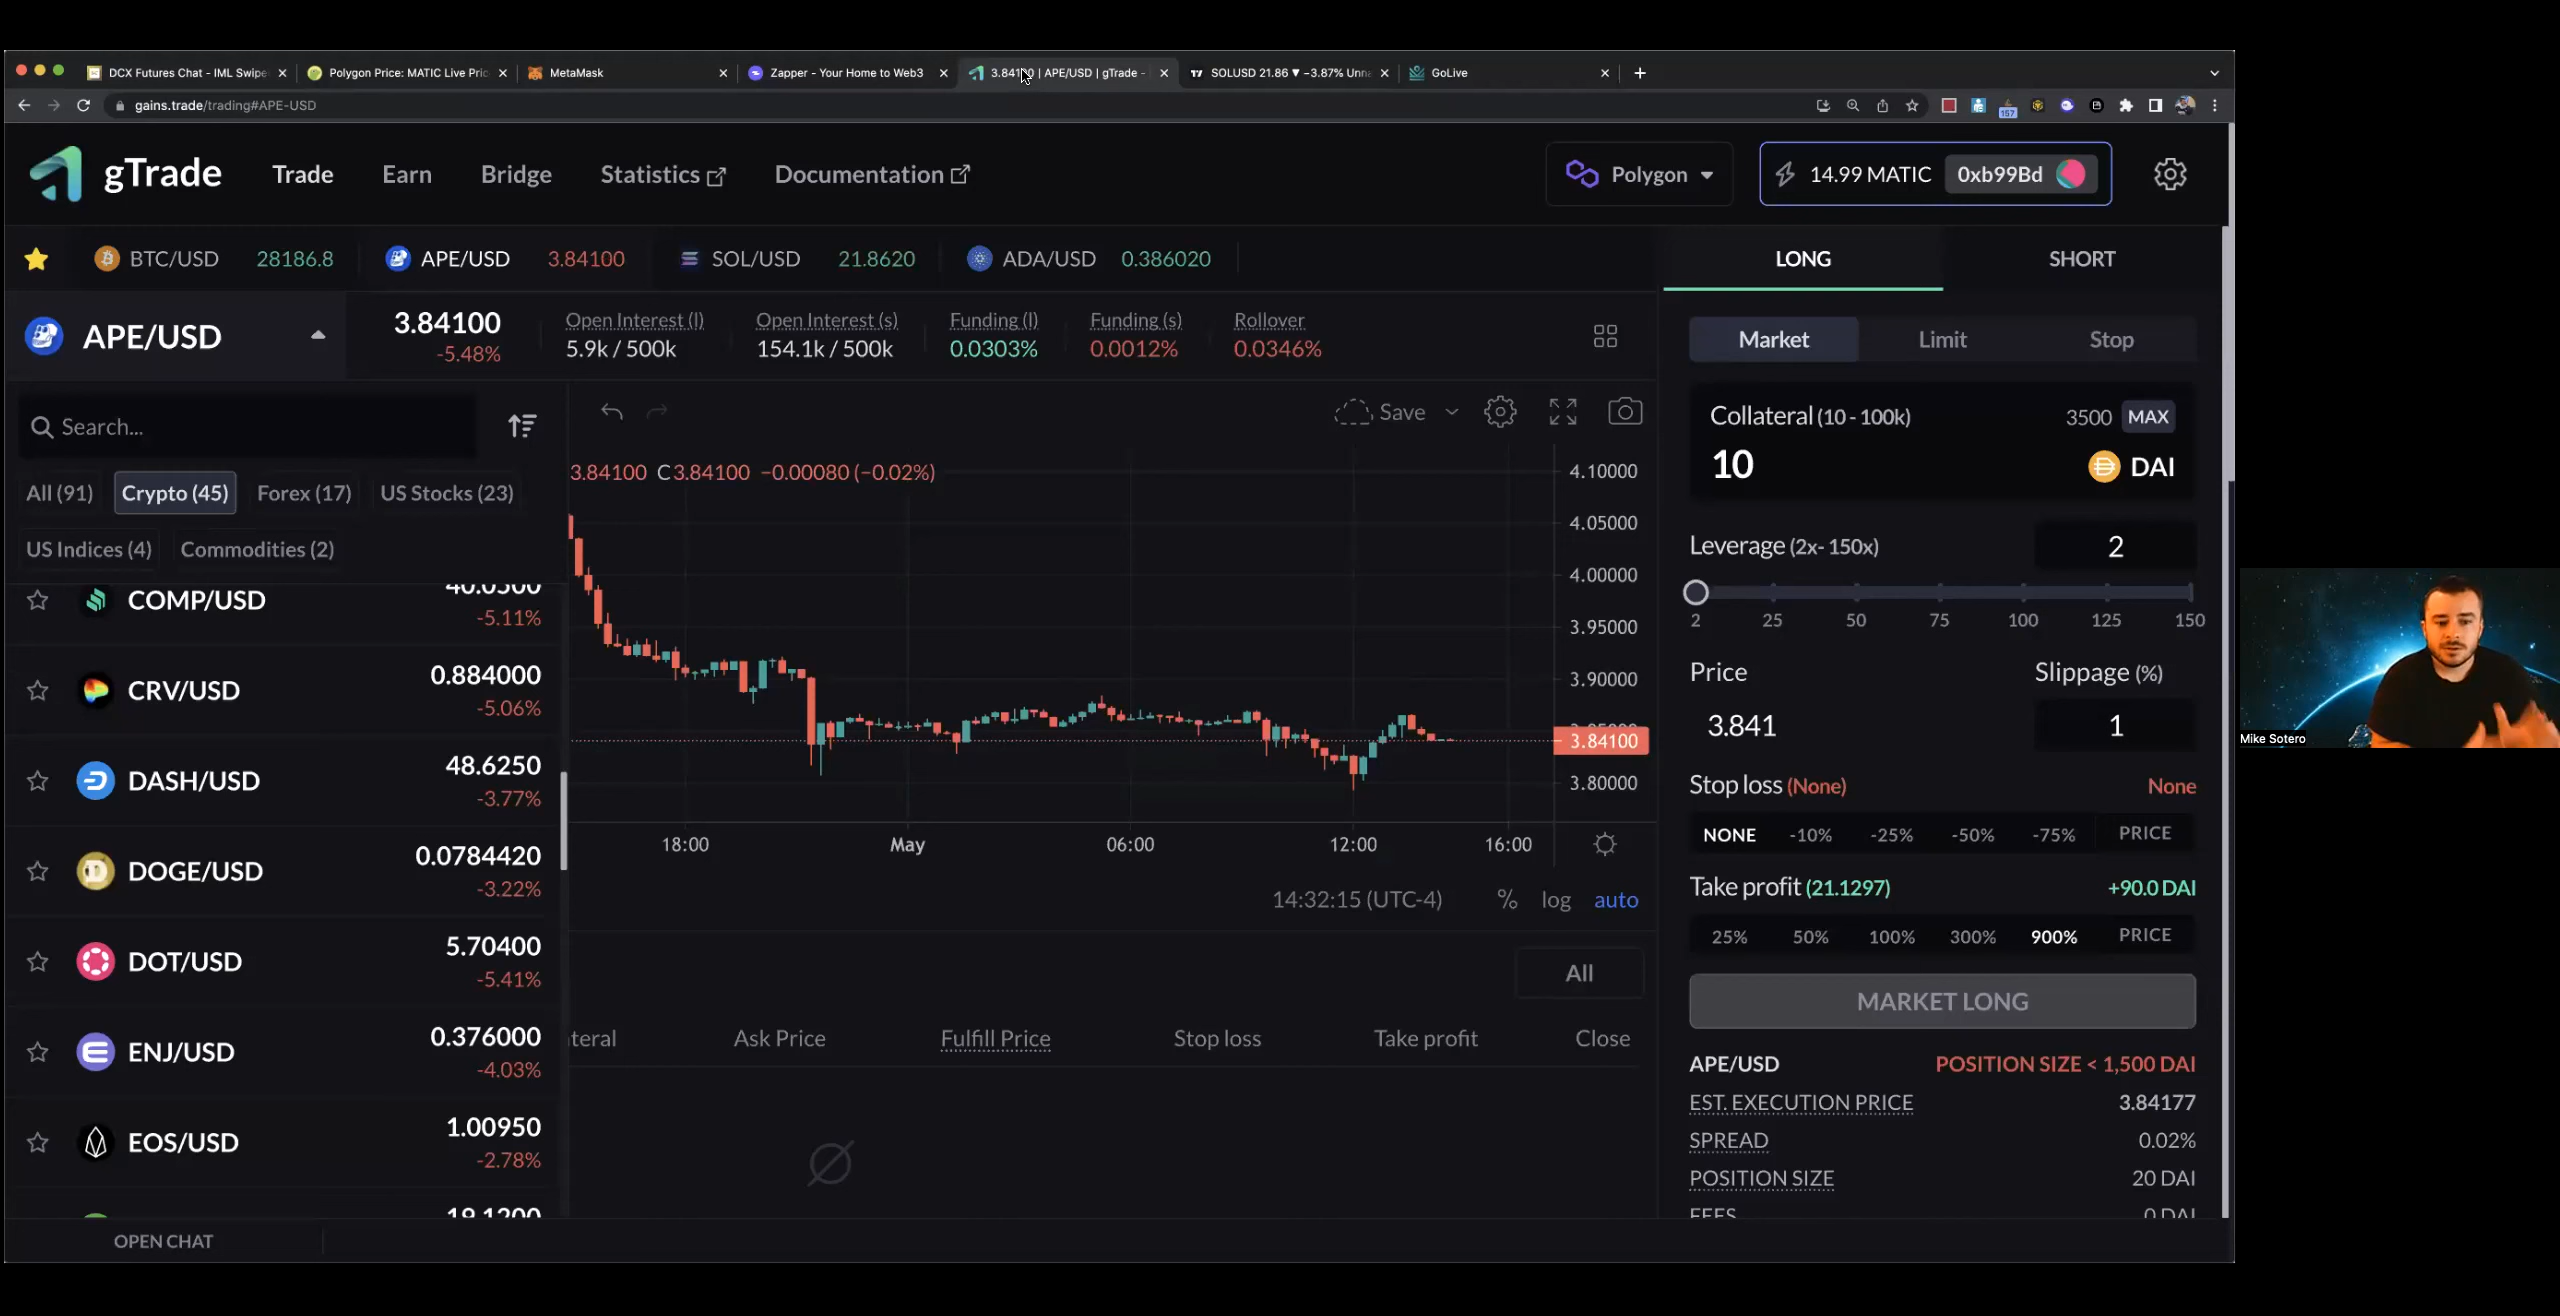 DCX Futures Chat - IML Swipe
Polygon Price: MATIC Live Pric
MetaMask
Zapper - Your Home to Web3
3.84100 | APE/USD | gTrade -
SOLUSD 21.86 ▼ −3.87% Unna
GoLive
gains.trade/trading#APE-USD
157
gTrade
Trade
Earn
Bridge
Statistics
Documentation
Polygon
14.99 MATIC
0xb99Bd
BTC/USD 28186.8
APE/USD 3.84100
SOL/USD 21.8620
ADA/USD 0.386020
LONG
SHORT
APE/USD
3.84100
-5.48%
Open Interest (l)
5.9k / 500k
Open Interest (s)
154.1k / 500k
Funding (l)
0.0303%
Funding (s)
0.0012%
Rollover
0.0346%
Search...
All (91)
Crypto (45)
Forex (17)
US Stocks (23)
US Indices (4)
Commodities (2)
COMP/USD
-5.11%
CRV/USD
0.884000
-5.06%
DASH/USD
48.6250
-3.77%
DOGE/USD
0.0784420
-3.22%
DOT/USD
5.70400
-5.41%
ENJ/USD
0.376000
-4.03%
EOS/USD
1.00950
-2.78%
19.1200
OPEN CHAT
Save
3.84100 C3.84100 −0.00080 (−0.02%)
4.10000
4.05000
4.00000
3.95000
3.90000
3.84100
3.80000
18:00
May
06:00
12:00
16:00
14:32:15 (UTC-4)
%
log
auto
All
teral
Ask Price
Fulfill Price
Stop loss
Take profit
Close
Market
Limit
Stop
Collateral (10 - 100k)
3500 MAX
10
DAI
Leverage (2x- 150x)
2
2 25 50 75 100 125 150
Price
Slippage (%)
3.841
1
Stop loss (None)
None
NONE -10% -25% -50% -75% PRICE
Take profit (21.1297)
+90.0 DAI
25% 50% 100% 300% 900% PRICE
MARKET LONG
APE/USD
POSITION SIZE < 1,500 DAI
EST. EXECUTION PRICE
3.84177
SPREAD
0.02%
POSITION SIZE
20 DAI
FEES
0 DAI
Mike Sotero